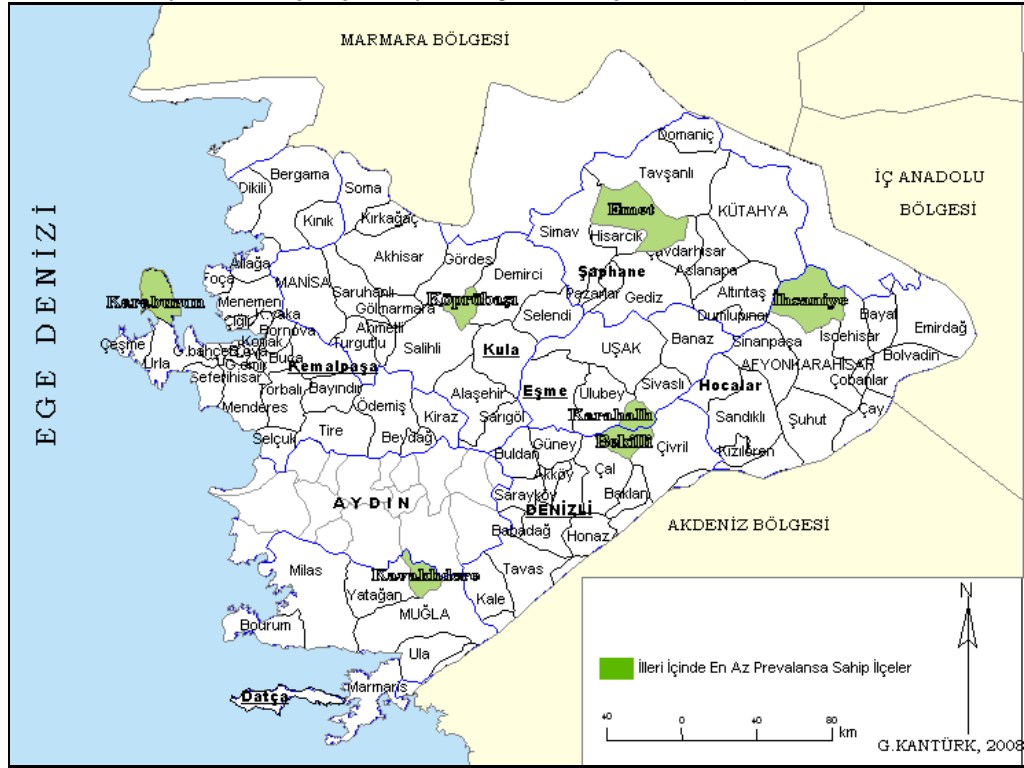 MARMARA BÖLGESİ
İÇ ANADOLU
BÖLGESİ
EGE DENİZİ
AKDENİZ BÖLGESİ
Domaniç
Tavşanlı
Emet
KÜTAHYA
Hisarcık
Simav
Çavdarhisar
Şaphane
Aslanapa
Pazarlar
Gediz
Altıntaş
Dumlupınar
İhsaniye
Bayat
İscehisar
Emirdağ
Bolvadin
Sinanpaşa
AFYONKARAHİSAR
Çobanlar
Çay
Hocalar
Sandıklı
Şuhut
Kızılören
Bergama
Dikili
Kınık
Soma
Kırkağaç
Akhisar
Gördes
Demirci
Aliağa
Foça
Menemen
MANİSA
Saruhanlı
Gölmarmara
Köprübaşı
Selendi
Karaburun
Çiğli
K.yaka
Bornova
Konak
Buca
Çeşme
Urla
G.bahçe
Seferihisar
Kemalpaşa
Turgutlu
Ahmetli
Salihli
Kula
UŞAK
Banaz
Eşme
Ulubey
Sivaslı
Karahallı
Torbalı
Bayındır
Menderes
Ödemiş
Kiraz
Alaşehir
Sarıgöl
Selçuk
Tire
Beydağ
Buldan
Güney
Bekilli
Çivril
Çal
Akköy
Sarayköy
Baklan
DENİZLİ
Babadağ
Honaz
AYDIN
Tavas
Kale
Milas
Kavaklıdere
Yatağan
MUĞLA
Bodrum
Ula
Marmaris
Datça
İlleri İçinde En Az Prevalansa Sahip İlçeler
N
40 0 40 80
km
G.KANTÜRK, 2008